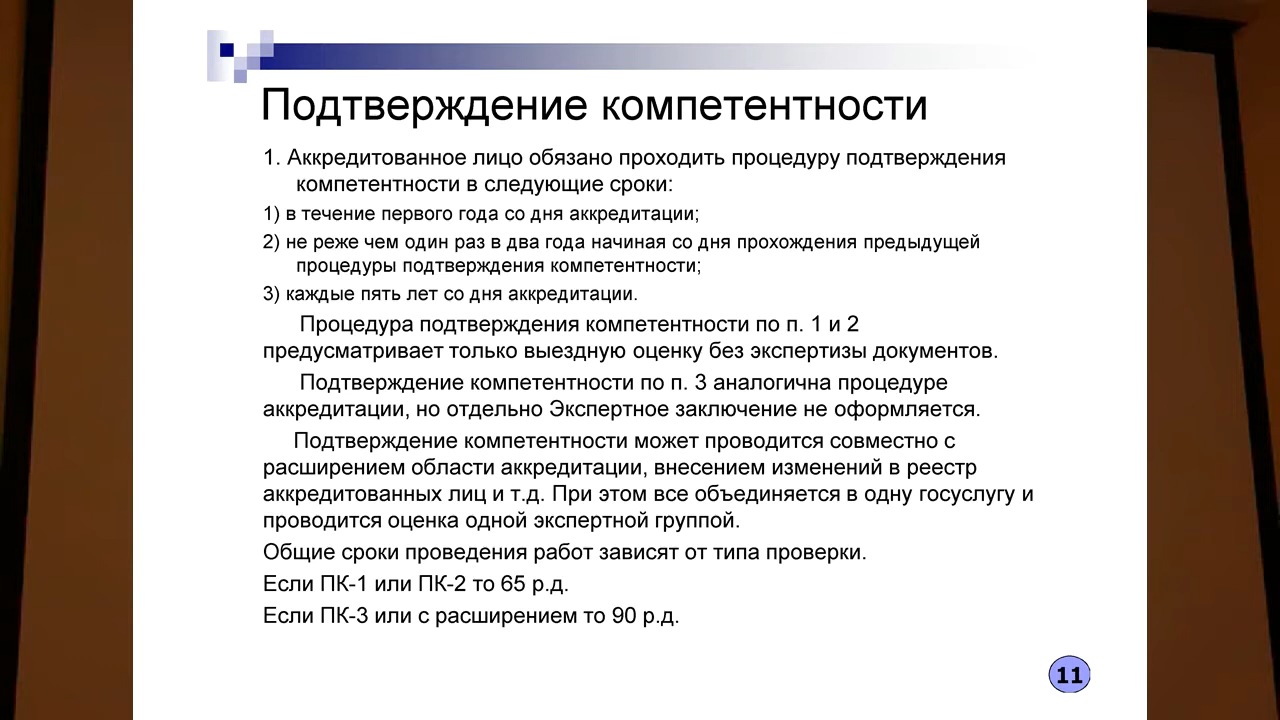 Подтверждение компетентности
1. Аккредитованное лицо обязано проходить процедуру подтверждения
компетентности в следующие сроки:
1) в течение первого года со дня аккредитации;
2) не реже чем один раз в два года начиная со дня прохождения предыдущей
процедуры подтверждения компетентности;
3) каждые пять лет со дня аккредитации.
Процедура подтверждения компетентности по п. 1 и 2
предусматривает только выездную оценку без экспертизы документов.
Подтверждение компетентности по п. 3 аналогична процедуре
аккредитации, но отдельно Экспертное заключение не оформляется.
Подтверждение компетентности может проводится совместно с
расширением области аккредитации, внесением изменений в реестр
аккредитованных лиц и т.д. При этом все объединяется в одну госуслугу и
проводится оценка одной экспертной группой.
Общие сроки проведения работ зависят от типа проверки.
Если ПК-1 или ПК-2 то 65 р.д.
Если ПК-3 или с расширением то 90 р.д.
11